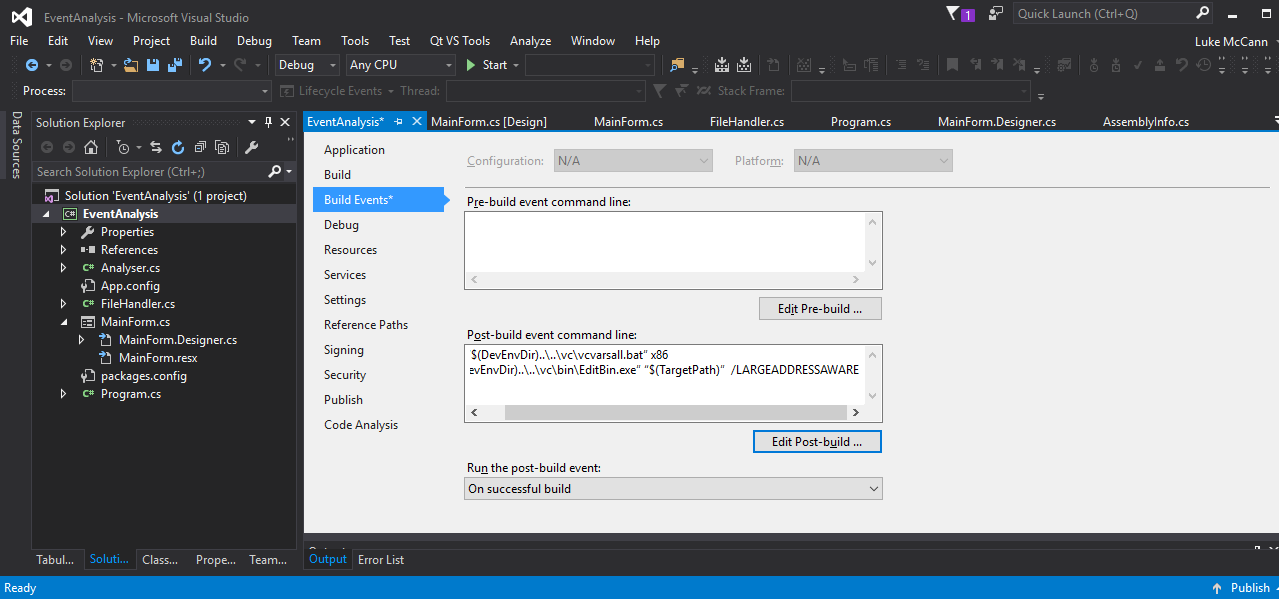 EventAnalysis - Microsoft Visual Studio
1
Quick Launch (Ctrl+Q)
File Edit View Project Build Debug Team Tools Test Qt VS Tools Analyze Window Help
Luke McCann
Debug Any CPU Start
Process: Lifecycle Events Thread: Stack Frame:
Data Sources
Solution Explorer
Search Solution Explorer (Ctrl+;)
Solution 'EventAnalysis' (1 project)
C# EventAnalysis
Properties
References
C# Analyser.cs
App.config
C# FileHandler.cs
MainForm.cs
MainForm.Designer.cs
MainForm.resx
packages.config
C# Program.cs
Tabul... Soluti... Class... Prope... Team...
EventAnalysis* MainForm.cs [Design] MainForm.cs FileHandler.cs Program.cs MainForm.Designer.cs AssemblyInfo.cs
Application
Build
Build Events*
Debug
Resources
Services
Settings
Reference Paths
Signing
Security
Publish
Code Analysis
Configuration: N/A Platform: N/A
Pre-build event command line:
Edit Pre-build ...
Post-build event command line:
$(DevEnvDir)..\..\vc\vcvarsall.bat" x86
evEnvDir)..\..\vc\bin\EditBin.exe" "$(TargetPath)" /LARGEADDRESSAWARE
Edit Post-build ...
Run the post-build event:
On successful build
Output Error List
Ready
Publish